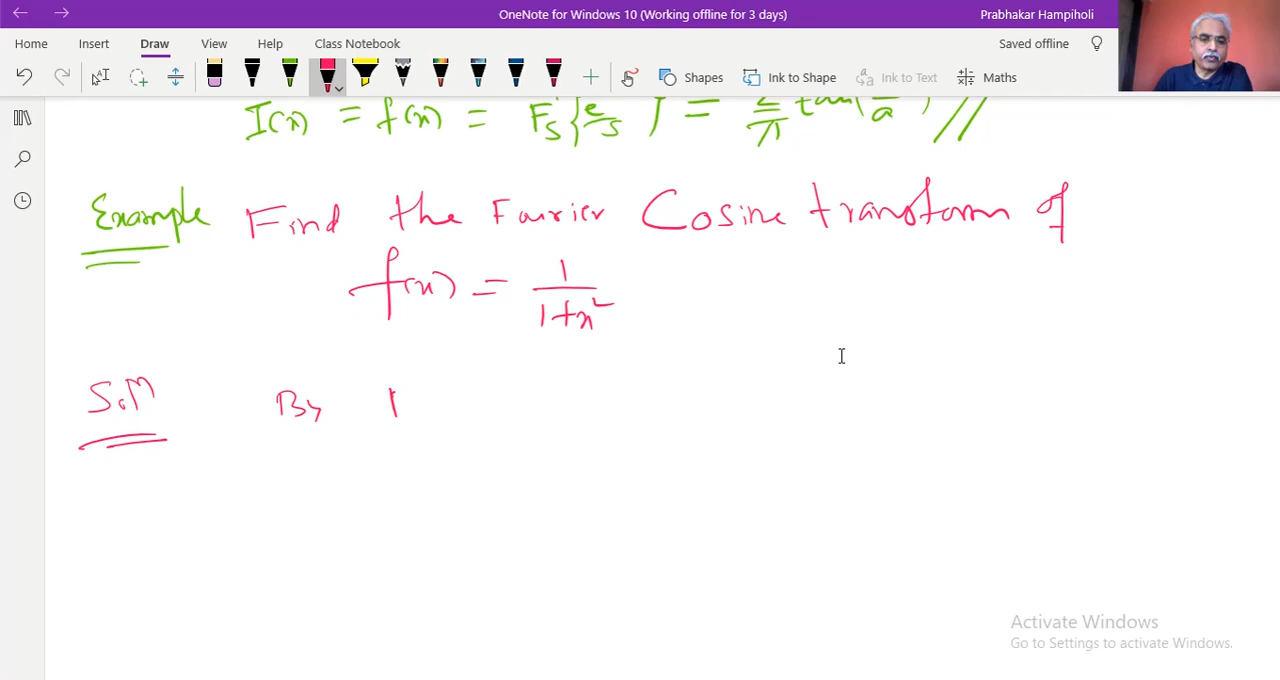 OneNote for Windows 10 (Working offline for 3 days)
Prabhakar Hampiholi
Home Insert Draw View Help Class Notebook
Saved offline
Shapes Ink to Shape Ink to Text Maths
I(x) = f(x) =
Example Find the Fourier Cosine transform of
f(x) = 1/(1+x²)
Soln By
Activate Windows
Go to Settings to activate Windows.